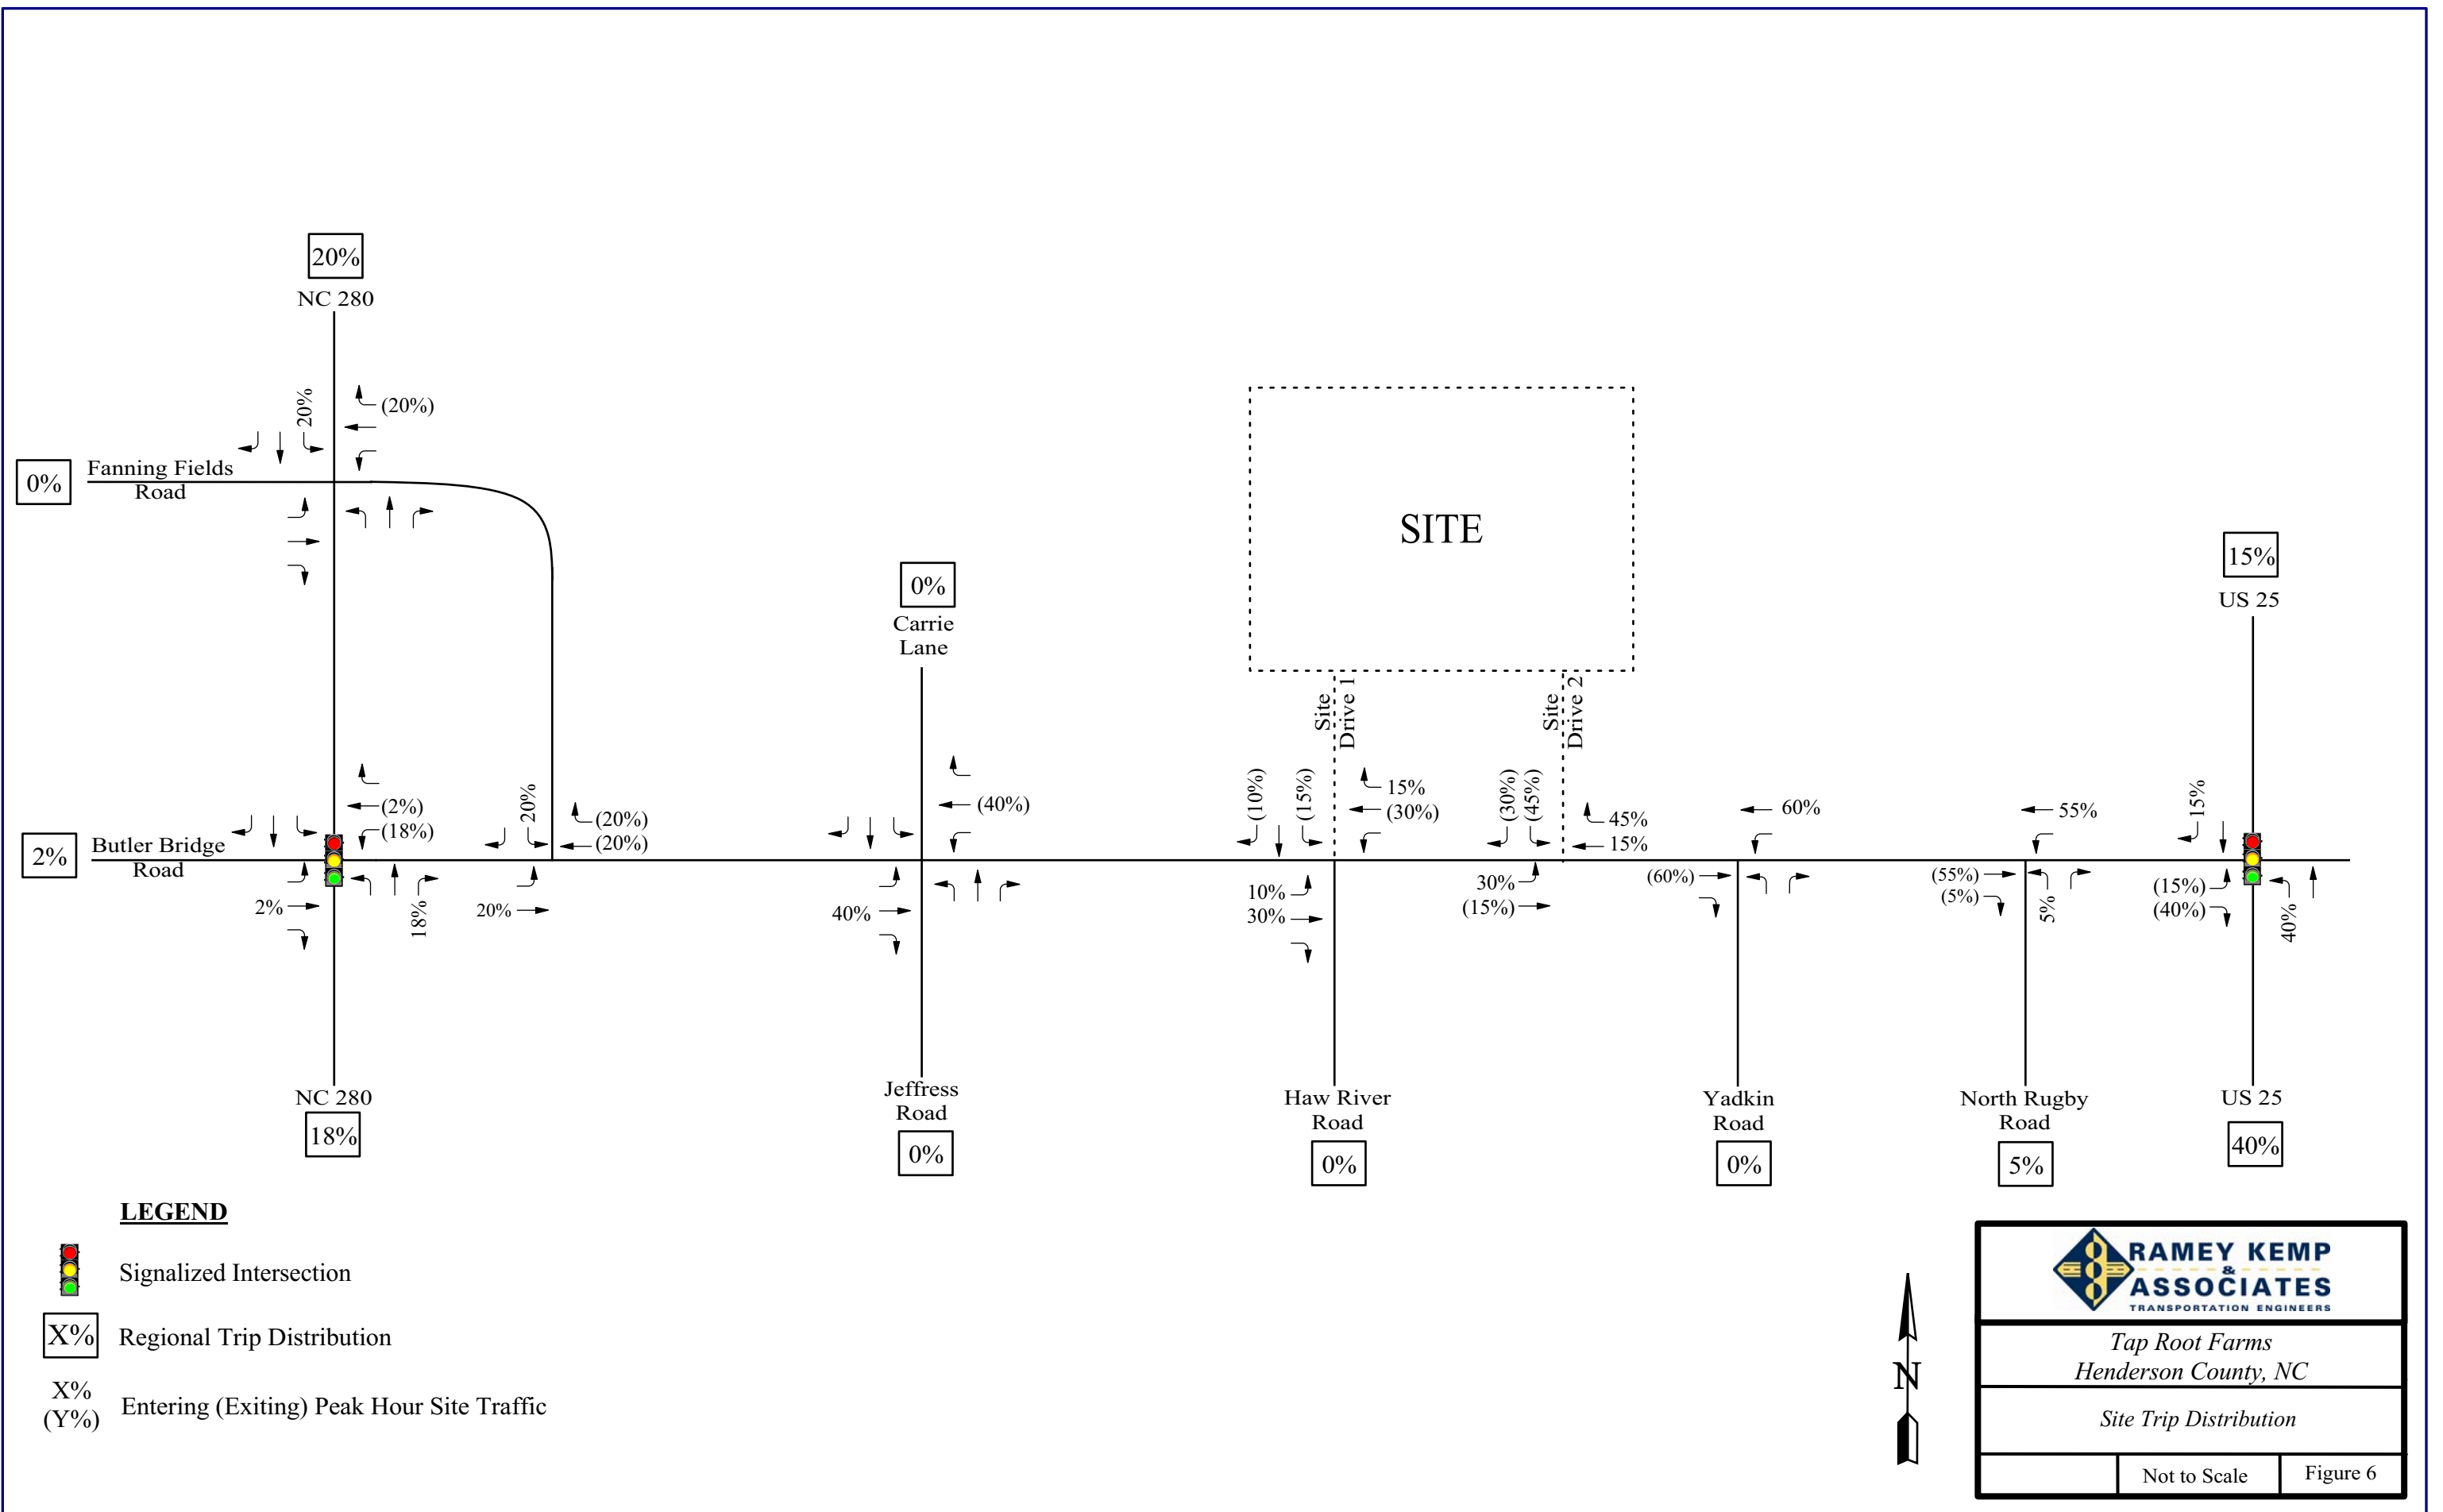 20%
NC 280
20%
(20%)
0%
Fanning Fields
Road
SITE
0%
Carrie
Lane
15%
US 25
Site
Drive 1
Site
Drive 2
2%
Butler Bridge
Road
(2%)
(18%)
2%
18%
20%
(20%)
(20%)
20%
(40%)
40%
(10%)
(15%)
15%
(30%)
10%
30%
(30%)
(45%)
45%
15%
30%
(15%)
60%
(60%)
55%
(55%)
(5%)
5%
15%
(15%)
(40%)
40%
NC 280
18%
Jeffress
Road
0%
Haw River
Road
0%
Yadkin
Road
0%
North Rugby
Road
5%
US 25
40%
LEGEND
Signalized Intersection
X%
Regional Trip Distribution
X%
(Y%)
Entering (Exiting) Peak Hour Site Traffic
N
RAMEY KEMP
&
ASSOCIATES
TRANSPORTATION ENGINEERS
Tap Root Farms
Henderson County, NC
Site Trip Distribution
Not to Scale
Figure 6